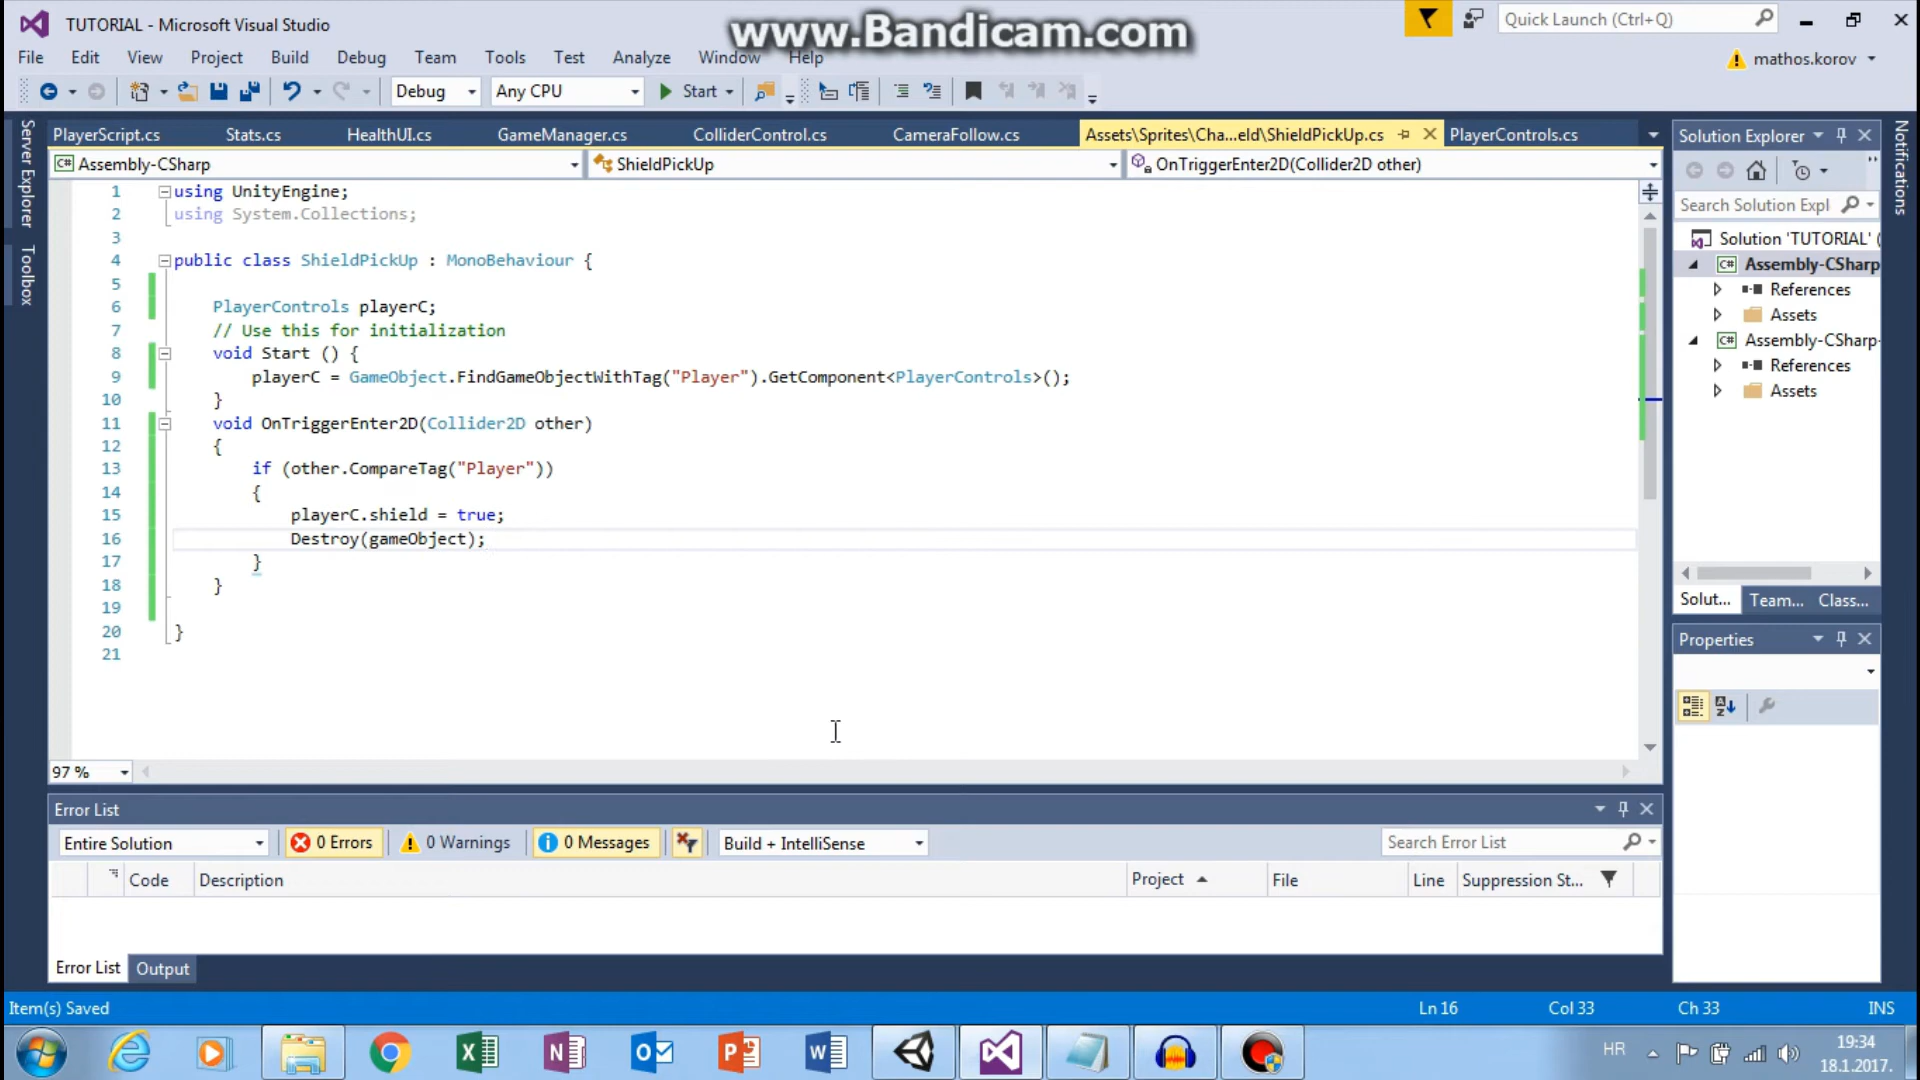 TUTORIAL - Microsoft Visual Studio
www.Bandicam.com
Quick Launch (Ctrl+Q)
File Edit View Project Build Debug Team Tools Test Analyze Window Help
mathos.korov
Debug Any CPU Start
PlayerScript.cs Stats.cs HealthUI.cs GameManager.cs ColliderControl.cs CameraFollow.cs Assets\Sprites\Cha...eld\ShieldPickUp.cs PlayerControls.cs
Assembly-CSharp ShieldPickUp OnTriggerEnter2D(Collider2D other)
Server Explorer
Toolbox
1 using UnityEngine;
2 using System.Collections;
3
4 public class ShieldPickUp : MonoBehaviour {
5
6 PlayerControls playerC;
7 // Use this for initialization
8 void Start () {
9 playerC = GameObject.FindGameObjectWithTag("Player").GetComponent<PlayerControls>();
10 }
11 void OnTriggerEnter2D(Collider2D other)
12 {
13 if (other.CompareTag("Player"))
14 {
15 playerC.shield = true;
16 Destroy(gameObject);
17 }
18 }
19
20 }
21
97 %
Solution Explorer
Search Solution Expl
Solution 'TUTORIAL' (
Assembly-CSharp
References
Assets
Assembly-CSharp-
References
Assets
Solut... Team... Class...
Properties
Notifications
Error List
Entire Solution 0 Errors 0 Warnings 0 Messages Build + IntelliSense Search Error List
Code Description Project File Line Suppression St...
Error List Output
Item(s) Saved Ln 16 Col 33 Ch 33 INS
HR 19:34
18.1.2017.